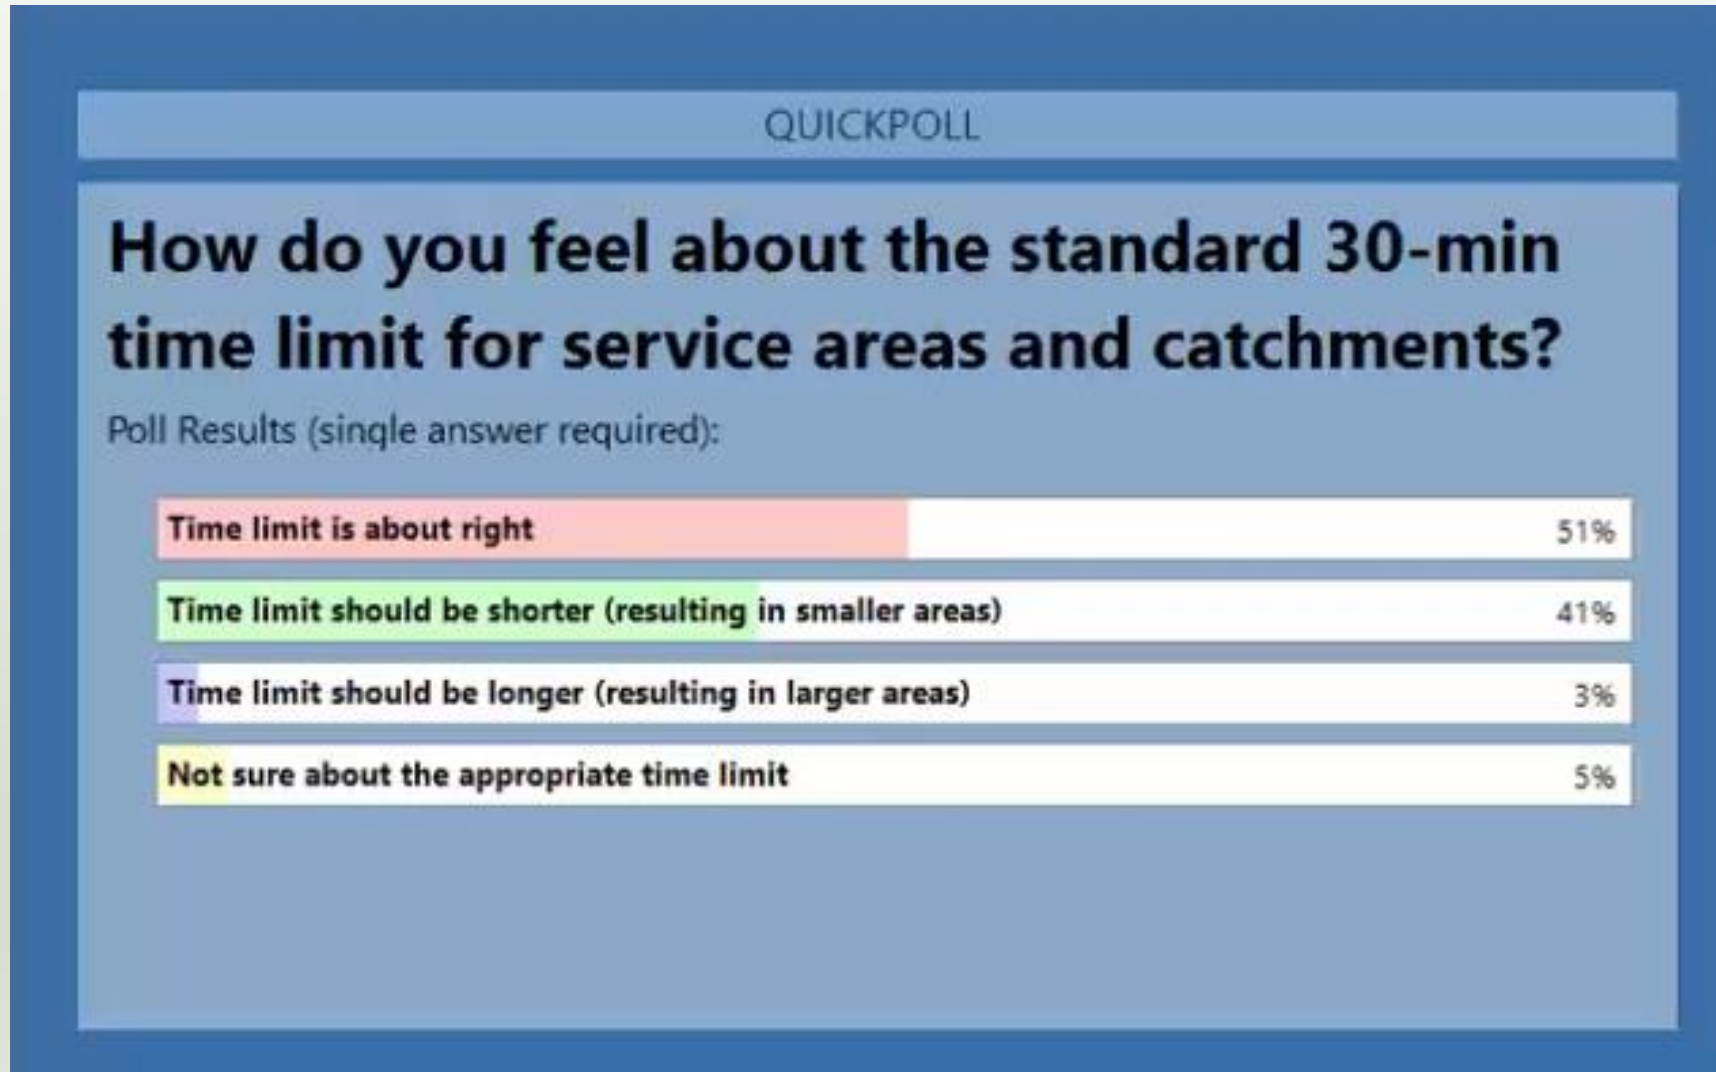 QUICKPOLL
How do you feel about the standard 30-min
time limit for service areas and catchments?
Poll Results (single answer required):
Time limit is about right 51%
Time limit should be shorter (resulting in smaller areas) 41%
Time limit should be longer (resulting in larger areas) 3%
Not sure about the appropriate time limit 5%